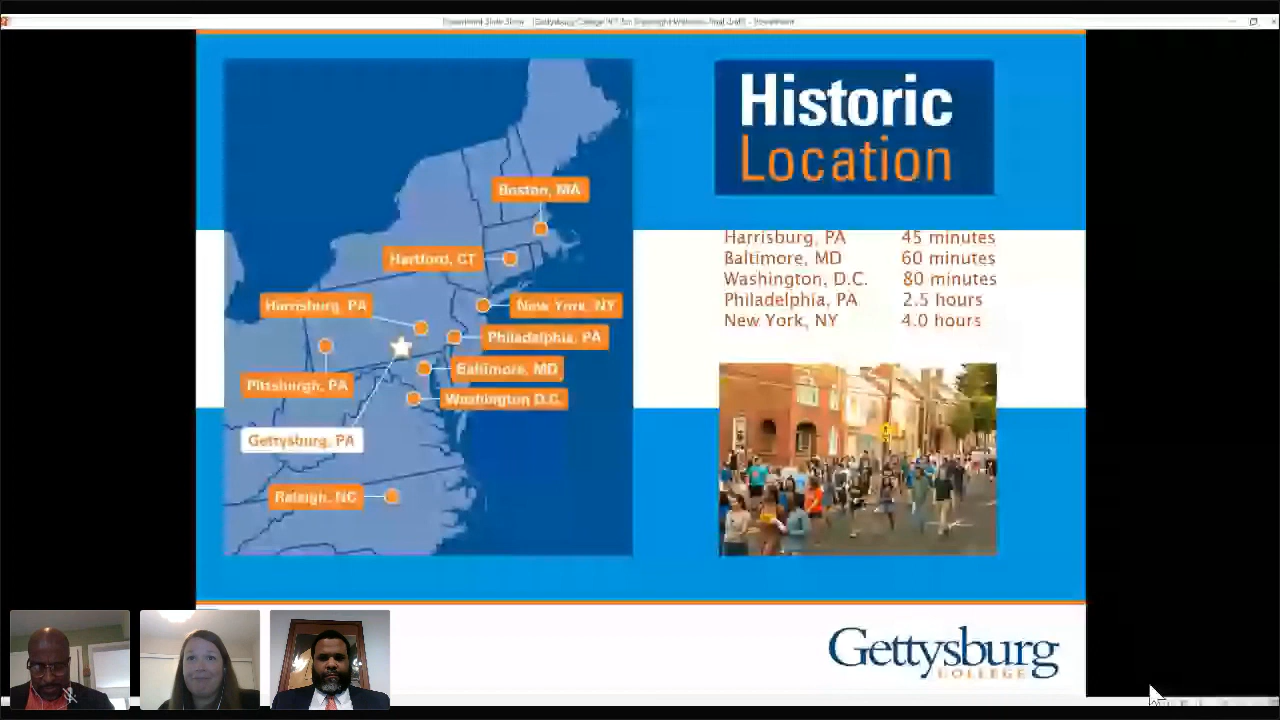 Historic
Location
Boston, MA
Hartford, CT
Harrisburg, PA
New York, NY
Philadelphia, PA
Baltimore, MD
Pittsburgh, PA
Washington D.C.
Gettysburg, PA
Raleigh, NC
Harrisburg, PA 45 minutes
Baltimore, MD 60 minutes
Washington, D.C. 80 minutes
Philadelphia, PA 2.5 hours
New York, NY 4.0 hours
Gettysburg
COLLEGE